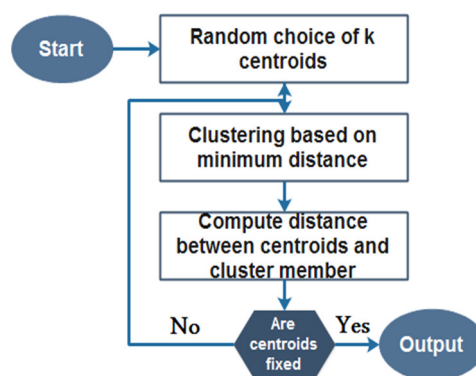 Start
Random choice of k
centroids
Clustering based on
minimum distance
Compute distance
between centroids and
cluster member
No
Are
centroids
fixed
Yes
Output